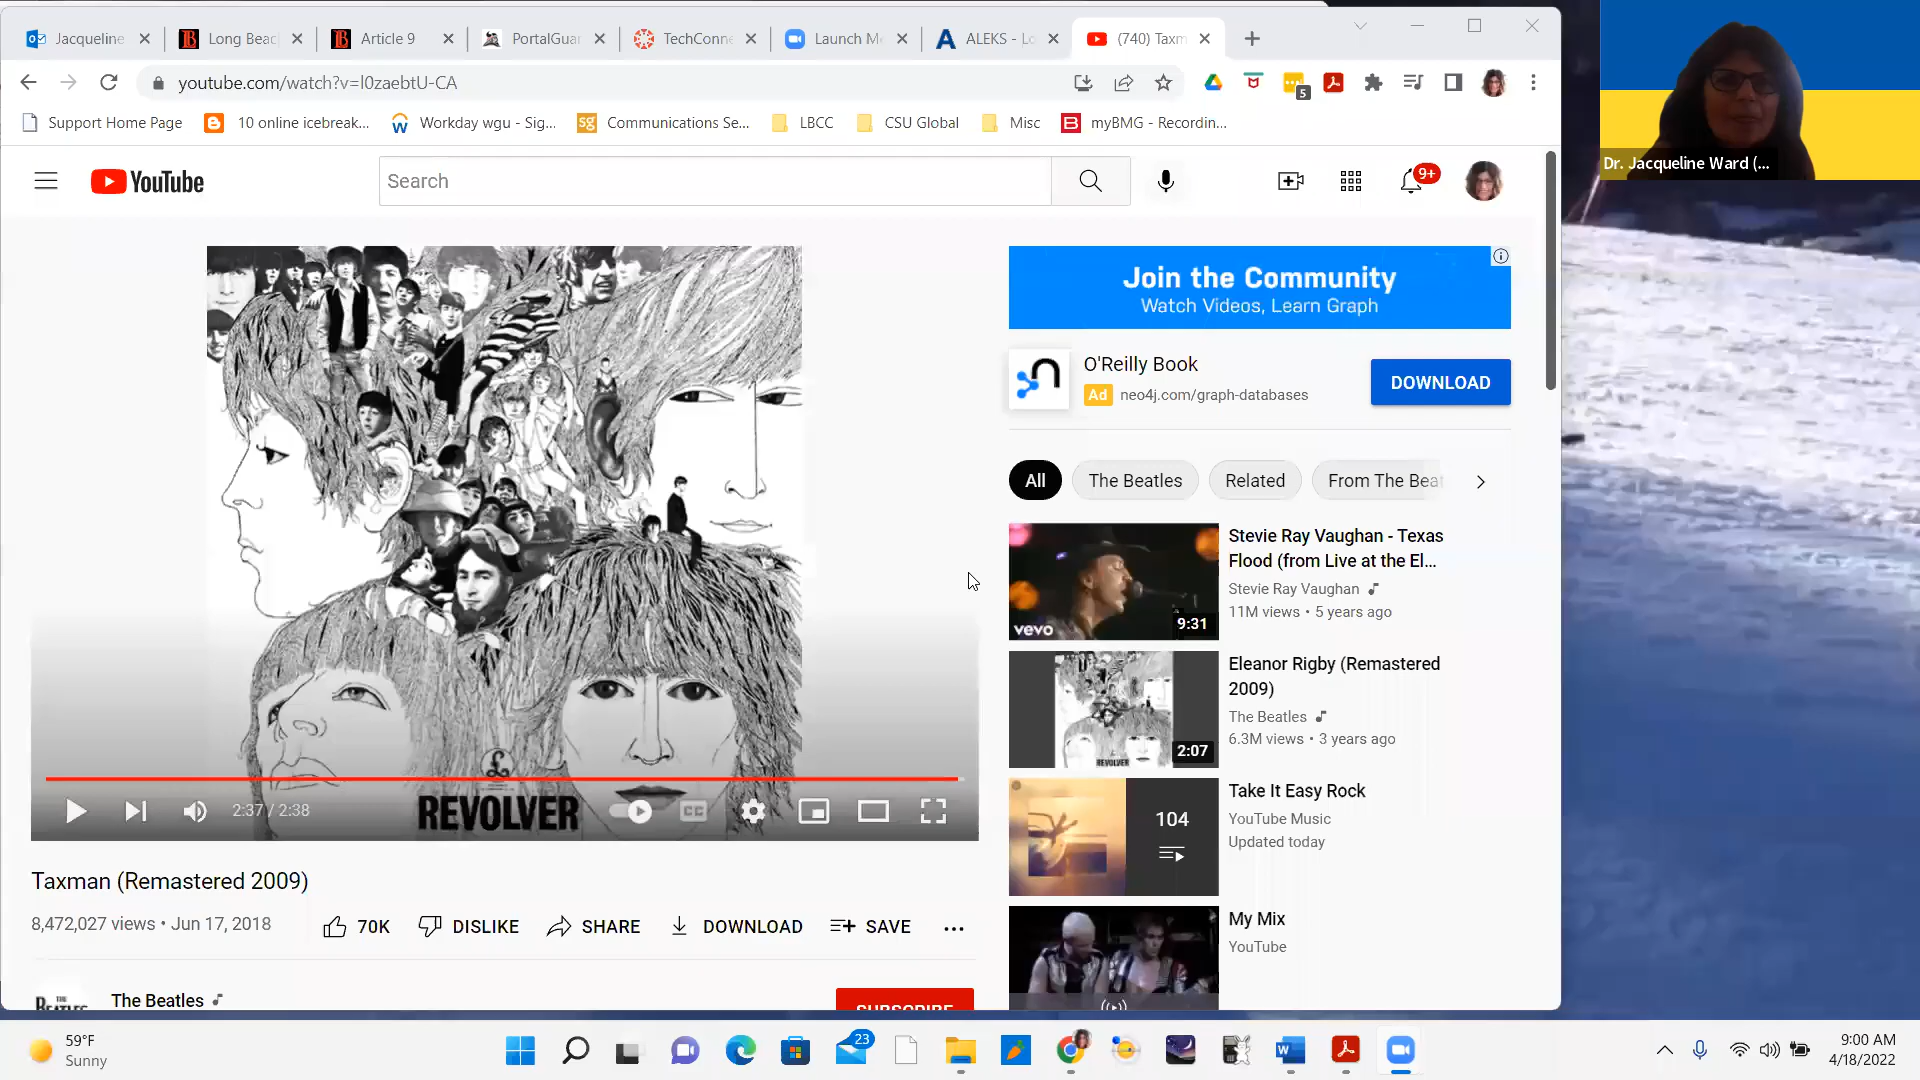 Jacqueline
Long Beac
Article 9
PortalGuar
TechConne
Launch Me
ALEKS - Lo
(740) Taxm
youtube.com/watch?v=l0zaebtU-CA
5
Support Home Page
10 online icebreak...
Workday wgu - Sig...
Communications Se...
LBCC
CSU Global
Misc
myBMG - Recordin...
Dr. Jacqueline Ward (...
YouTube
Search
9+
Join the Community
Watch Videos, Learn Graph
O'Reilly Book
Ad neo4j.com/graph-databases
DOWNLOAD
All
The Beatles
Related
From The Beat
Stevie Ray Vaughan - Texas
Flood (from Live at the El...
Stevie Ray Vaughan
11M views • 5 years ago
vevo
9:31
Eleanor Rigby (Remastered
2009)
The Beatles
6.3M views • 3 years ago
REVOLVER
2:07
Take It Easy Rock
YouTube Music
Updated today
104
My Mix
YouTube
REVOLVER
2:37 / 2:38
CC
Taxman (Remastered 2009)
8,472,027 views • Jun 17, 2018
70K
DISLIKE
SHARE
DOWNLOAD
SAVE
THE
BEATLES
The Beatles
SUBSCRIBE
59°F
Sunny
23
9:00 AM
4/18/2022